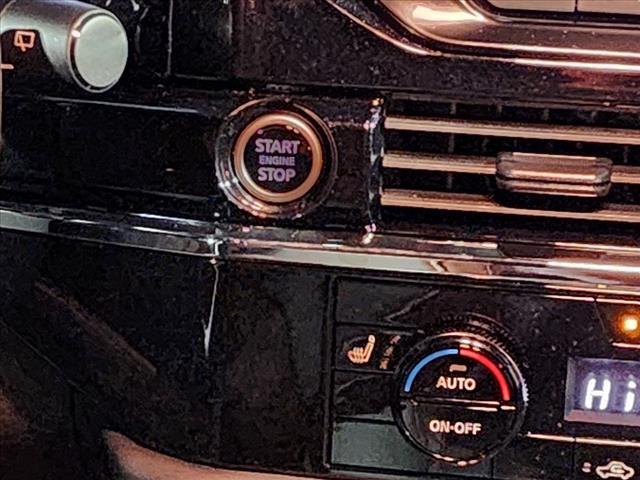 START
ENGINE
STOP
AUTO
ON·OFF
Hi